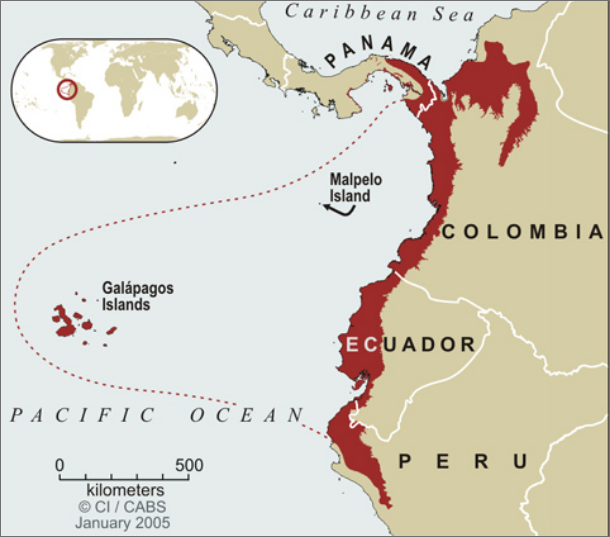 Caribbean Sea
PANAMA
Malpelo
Island
COLOMBIA
Galápagos
Islands
ECUADOR
PACIFIC OCEAN
PERU
0 500
kilometers
© CI / CABS
January 2005